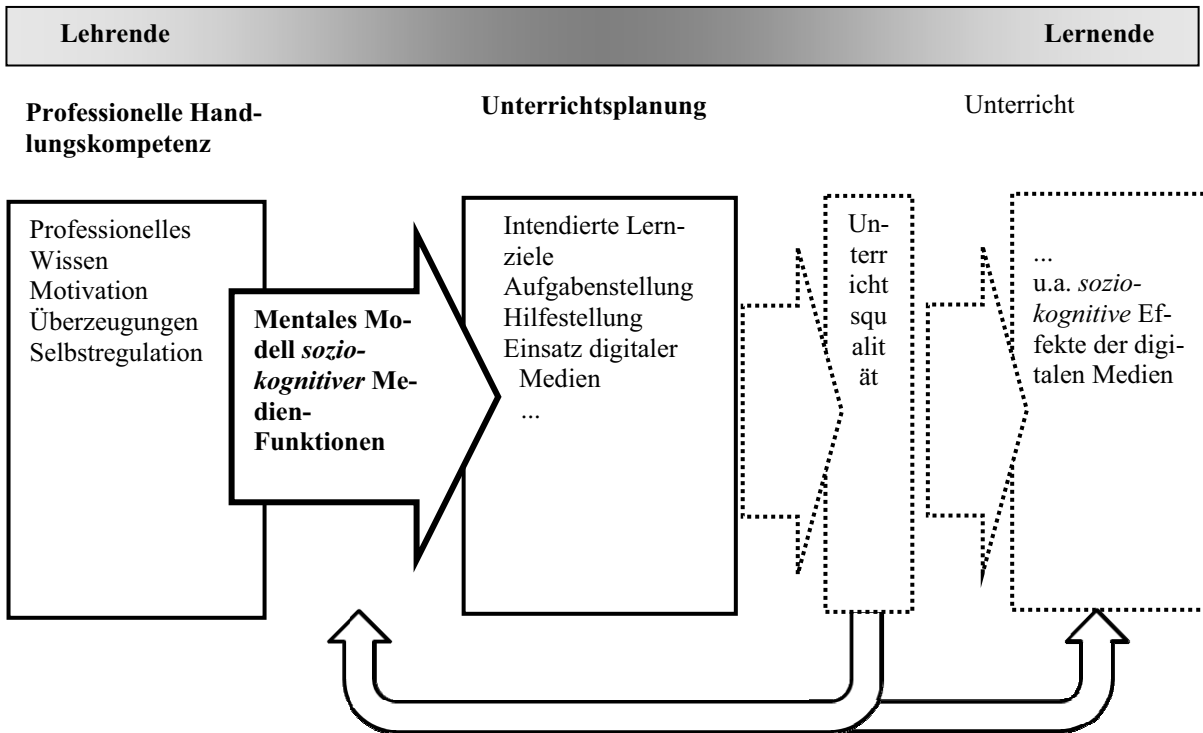 Lehrende
Lernende
Professionelle Hand-
lungskompetenz
Unterrichtsplanung
Unterricht
Professionelles
Wissen
Motivation
Überzeugungen
Selbstregulation
Mentales Mo-
dell sozio-
kognitiver Me-
dien-
Funktionen
Intendierte Lern-
ziele
Aufgabenstellung
Hilfestellung
Einsatz digitaler
Medien
...
Un-
terr
icht
squ
alit
ät
...
u.a. sozio-
kognitive Ef-
fekte der digi-
talen Medien